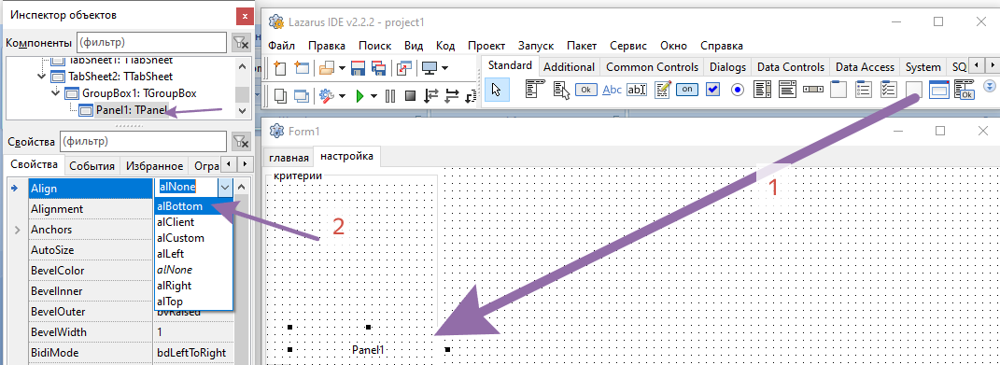 Инспектор объектов
Компоненты (фильтр)
TabSheet1: TTabSheet
TabSheet2: TTabSheet
GroupBox1: TGroupBox
Panel1: TPanel
Свойства (фильтр)
Свойства События Избранное Огра
Align alNone
Alignment alBottom
Anchors alClient
AutoSize alCustom
BevelColor alLeft
alNone
BevelInner alRight
BevelOuter alTop
bvRaised
BevelWidth 1
BidiMode bdLeftToRight
Lazarus IDE v2.2.2 - project1
Файл Правка Поиск Вид Код Проект Запуск Пакет Сервис Окно Справка
Standard Additional Common Controls Dialogs Data Controls Data Access System SQ
Ok Abc abI on Ok
Form1
главная настройка
критерии
1
2
Panel1